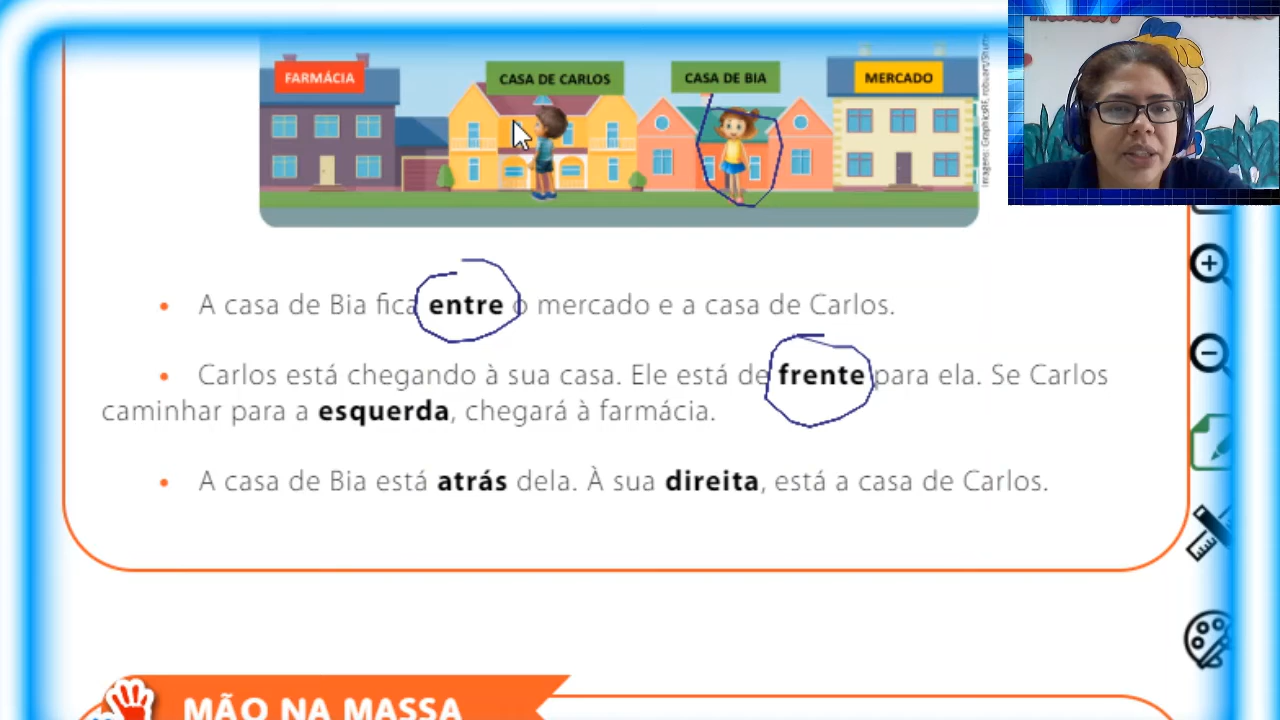 FARMÁCIA
CASA DE CARLOS
CASA DE BIA
MERCADO
• A casa de Bia fica entre o mercado e a casa de Carlos.
• Carlos está chegando à sua casa. Ele está de frente para ela. Se Carlos
caminhar para a esquerda, chegará à farmácia.
• A casa de Bia está atrás dela. À sua direita, está a casa de Carlos.
MÃO NA MASSA